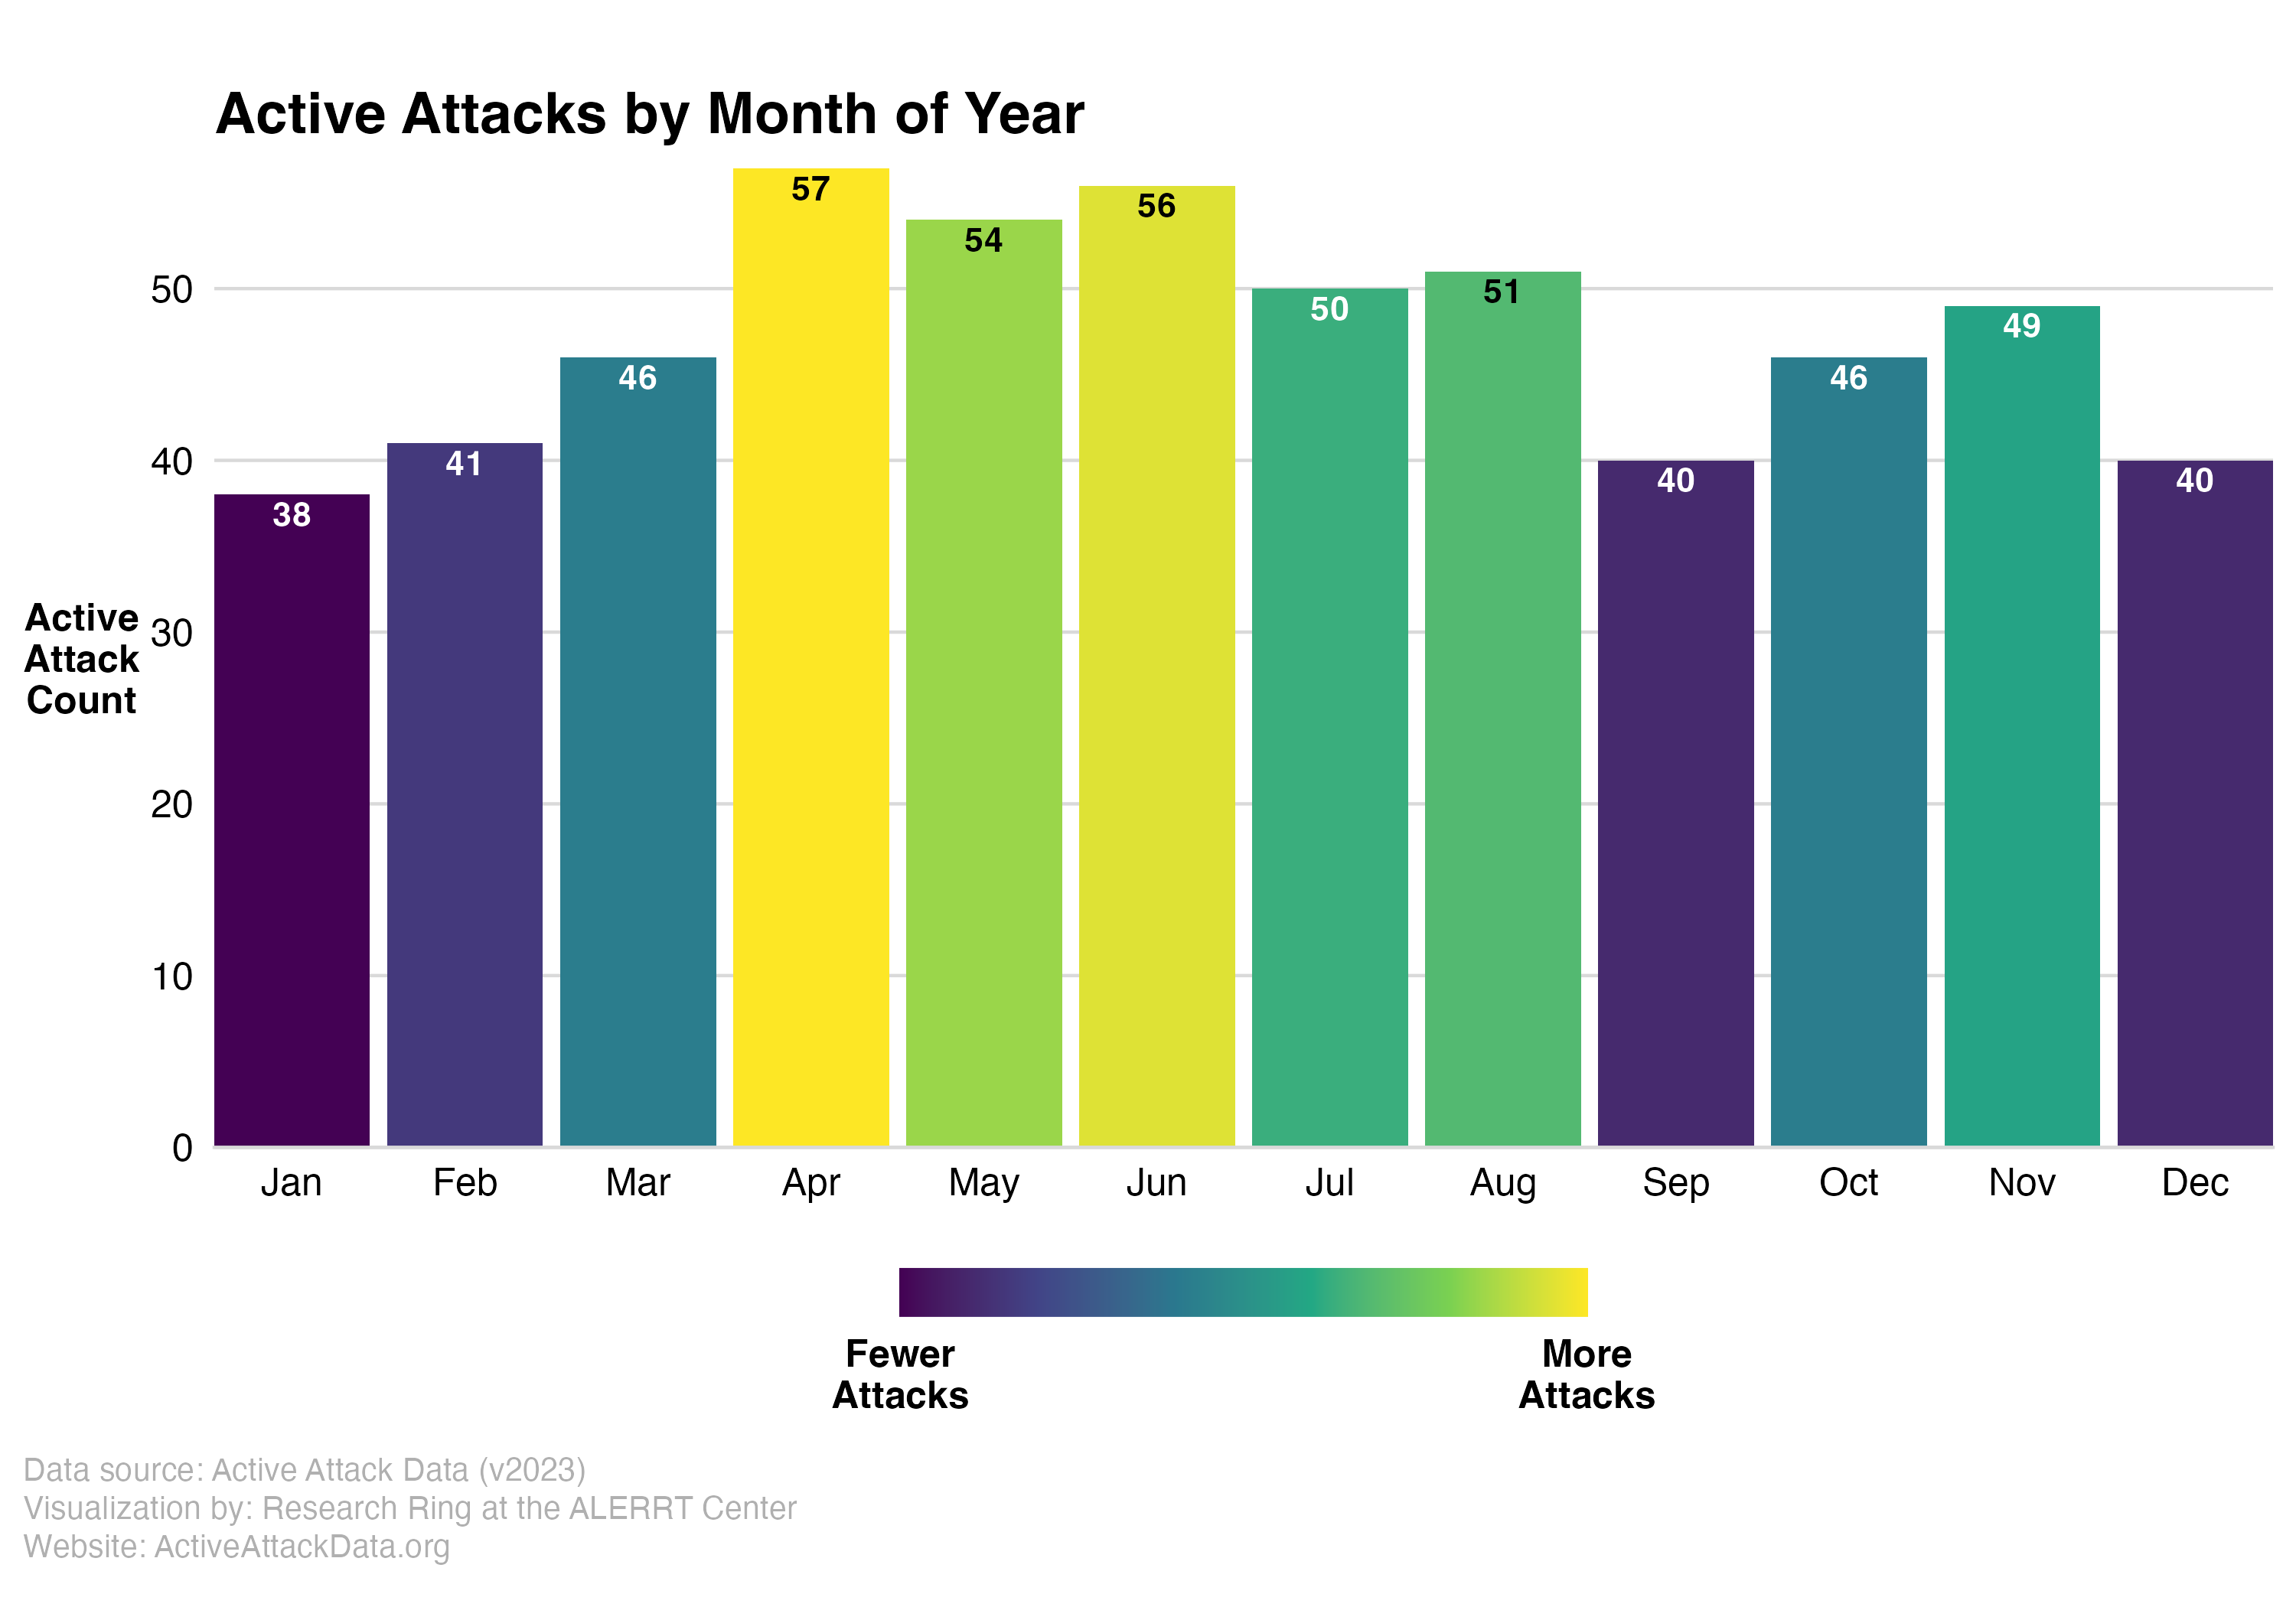 Active Attacks by Month of Year
57
56
54
51
50
50
49
46
46
41
40
40
40
38
Active
Attack
Count
30
20
10
0
Jan Feb Mar Apr May Jun Jul Aug Sep Oct Nov Dec
Fewer
Attacks
More
Attacks
Data source: Active Attack Data (v2023)
Visualization by: Research Ring at the ALERRT Center
Website: ActiveAttackData.org